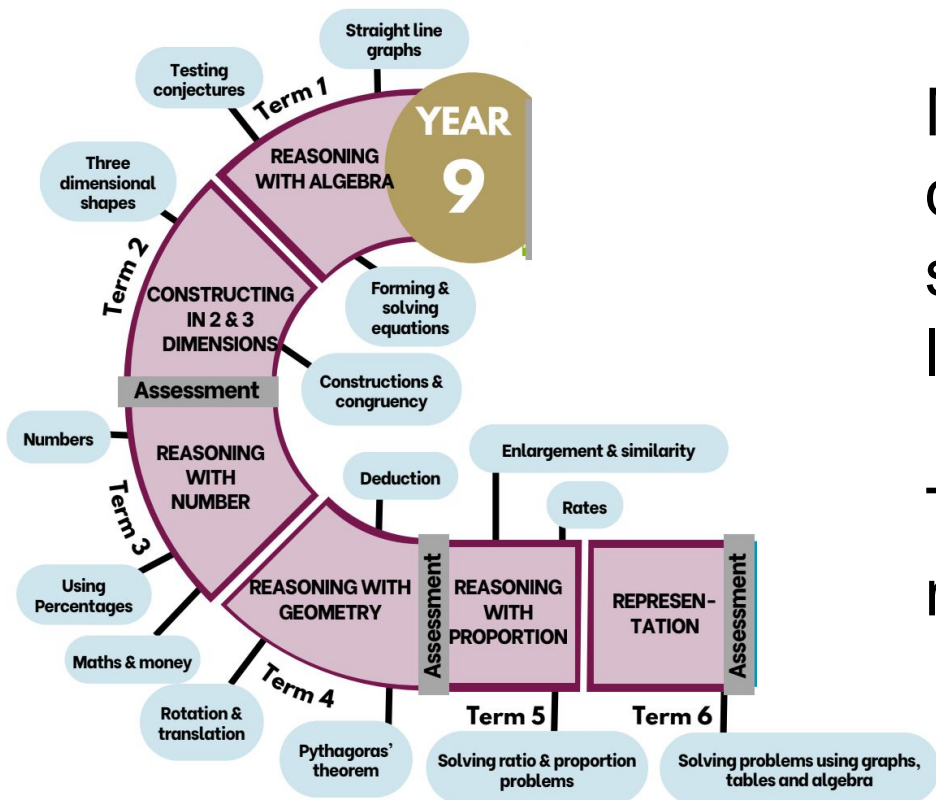 Straight line
graphs
Testing
conjectures
Term 1
YEAR
9
REASONING
WITH ALGEBRA
Three
dimensional
shapes
Term 2
Forming &
solving
equations
CONSTRUCTING
IN 2 & 3
DIMENSIONS
Constructions &
congruency
Assessment
Numbers
REASONING
WITH
NUMBER
Term 3
Using
Percentages
Maths & money
Deduction
REASONING WITH
GEOMETRY
Term 4
Rotation &
translation
Pythagoras'
theorem
Assessment
Enlargement & similarity
Rates
REASONING
WITH
PROPORTION
Term 5
Solving ratio & proportion
problems
REPRESEN-
TATION
Term 6
Assessment
Solving problems using graphs,
tables and algebra